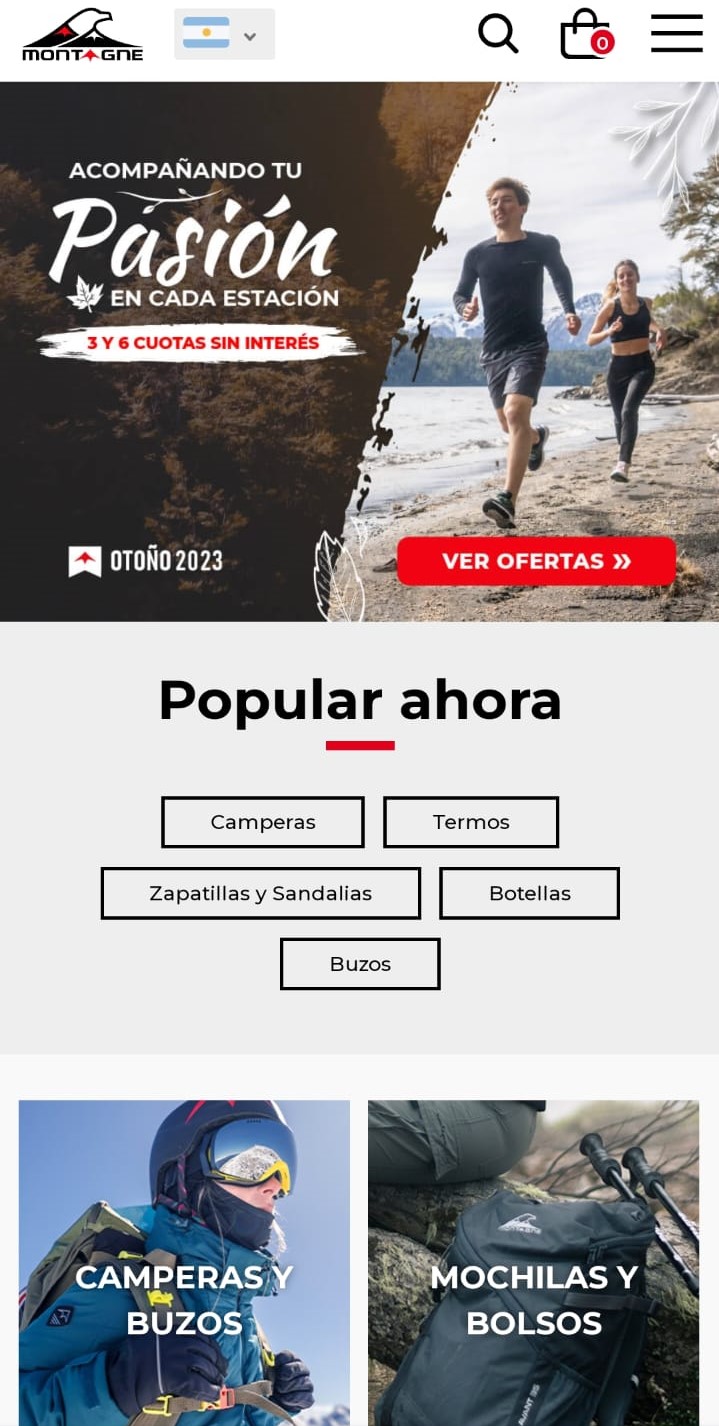 MONTAGNE
0
ACOMPAÑANDO TU
Pasión
EN CADA ESTACIÓN
3 Y 6 CUOTAS SIN INTERÉS
OTOÑO 2023
VER OFERTAS »
Popular ahora
Camperas
Termos
Zapatillas y Sandalias
Botellas
Buzos
CAMPERAS Y
BUZOS
MONTAGNE
MOCHILAS Y
BOLSOS